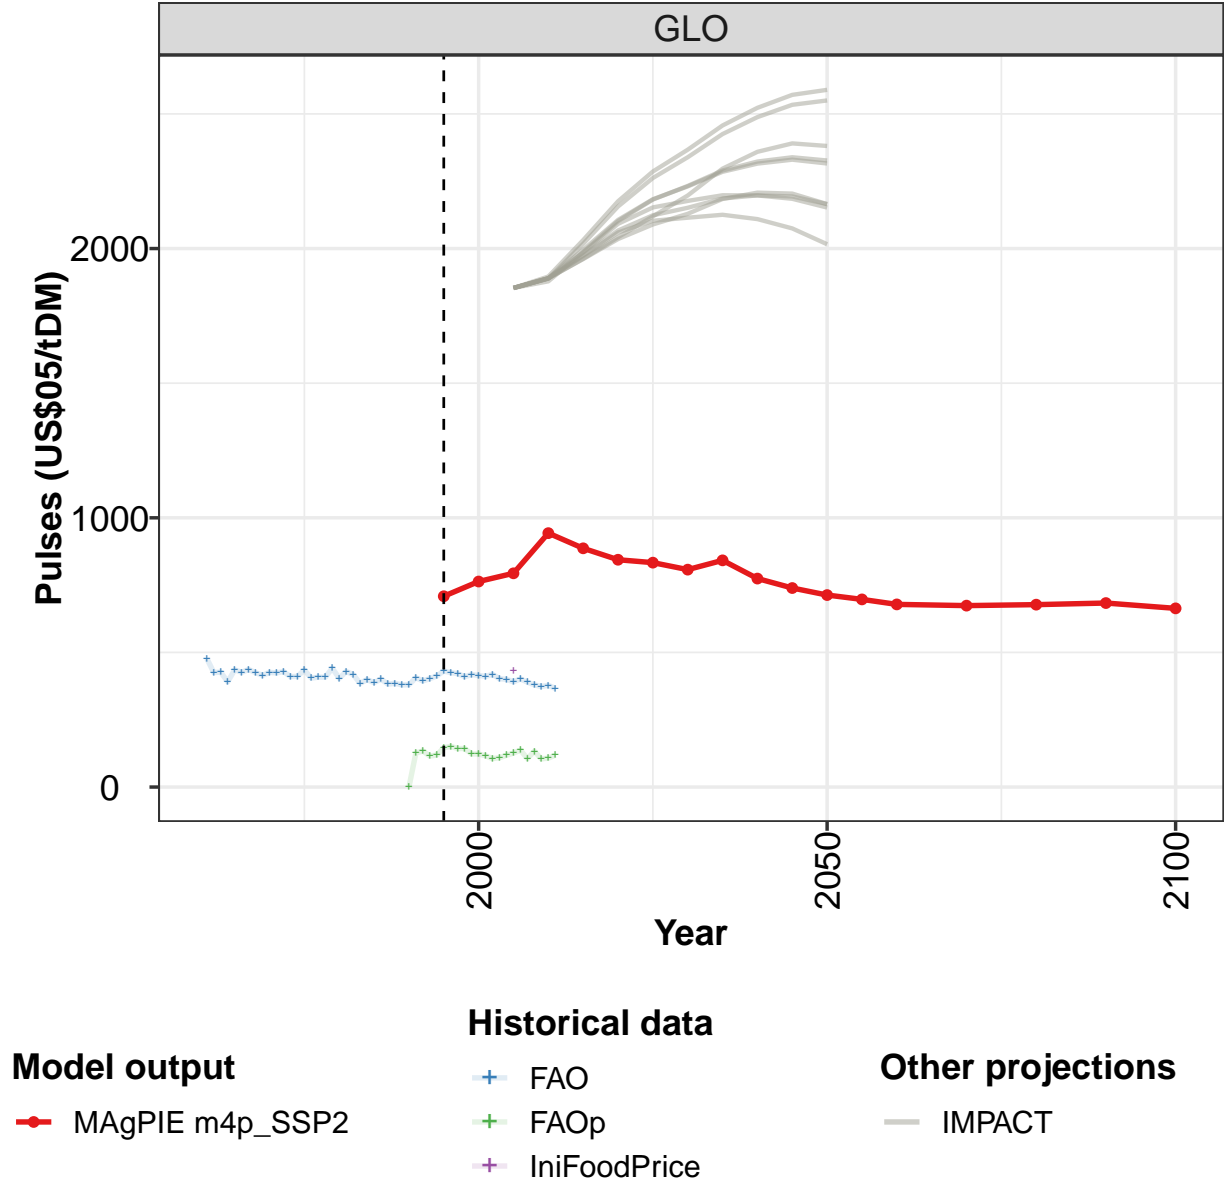 GLO
Pulses (US$05/tDM)
2000
1000
0
2000
2050
2100
Year
Model output
MAgPIE m4p_SSP2
Historical data
FAO
FAOp
IniFoodPrice
Other projections
IMPACT